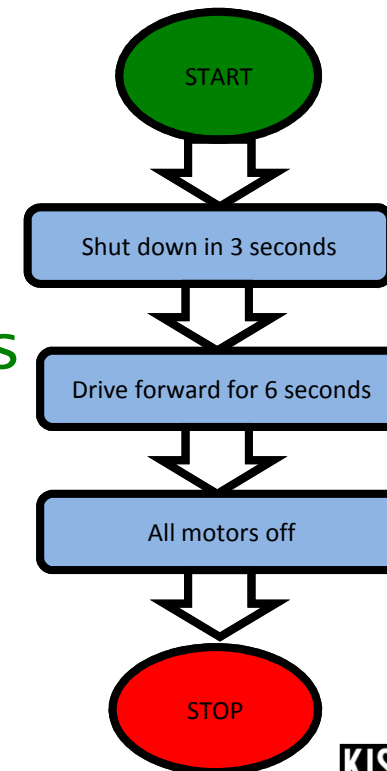 START
Shut down in 3 seconds
s
Drive forward for 6 seconds
All motors off
STOP